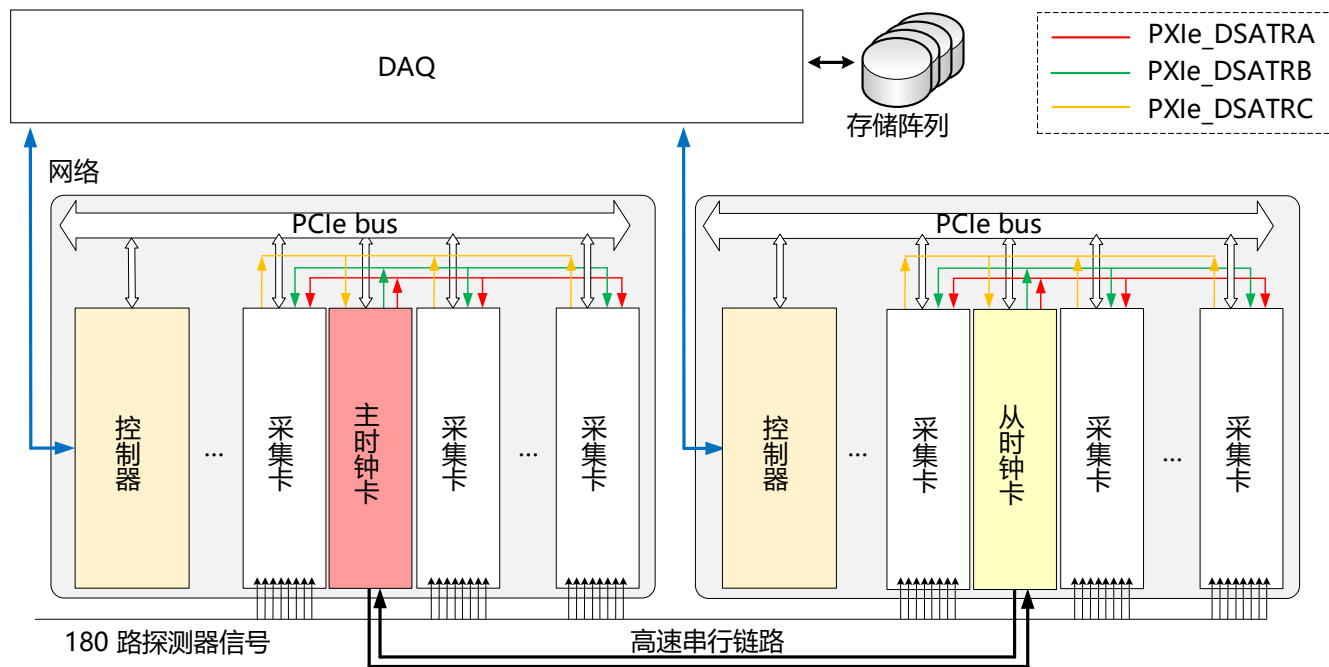 DAQ
存储阵列
PXIe_DSATRA
PXIe_DSATRB
PXIe_DSATRC
网络
PCIe bus
PCIe bus
控制器
...
采集卡
主时钟卡
采集卡
...
采集卡
控制器
...
采集卡
从时钟卡
采集卡
...
采集卡
180 路探测器信号
高速串行链路